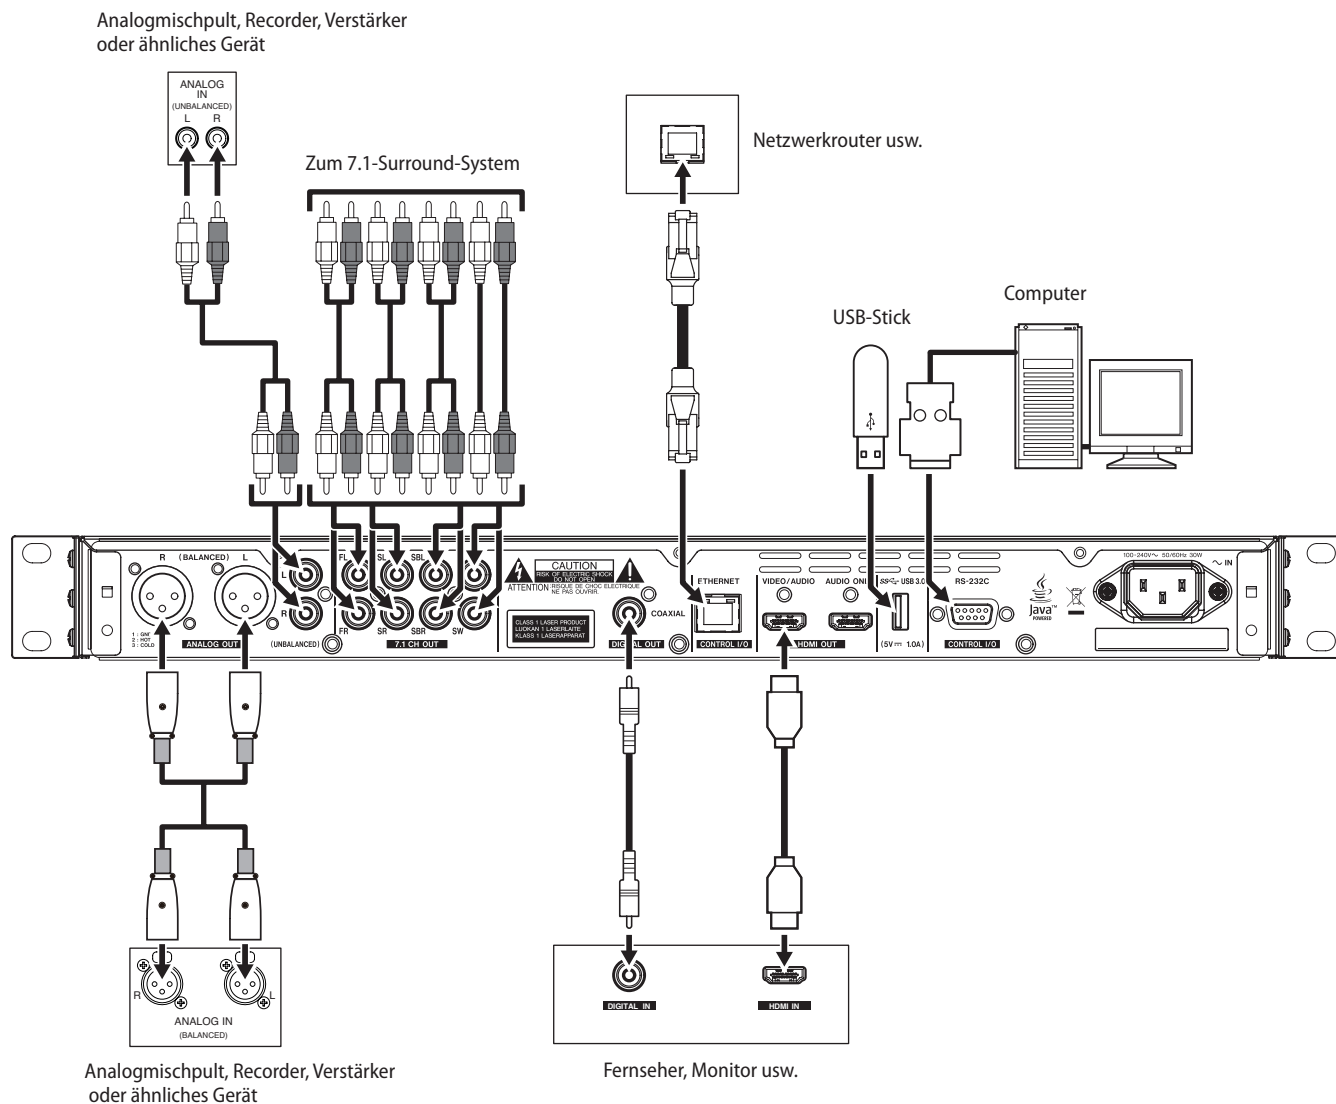 Analogmischpult, Recorder, Verstärker
oder ähnliches Gerät
ANALOG
IN
(UNBALANCED)
L R
Zum 7.1-Surround-System
Netzwerkrouter usw.
USB-Stick
Computer
R (BALANCED) L
1 : GND
2 : HOT
3 : COLD
ANALOG OUT
L
R
(UNBALANCED)
FL SL SBL
FR SR SBR SW
7.1 CH OUT
CAUTION
RISK OF ELECTRIC SHOCK
DO NOT OPEN
ATTENTION RISQUE DE CHOC ELECTRIQUE
NE PAS OUVRIR.
CLASS 1 LASER PRODUCT
LUOKAN 1 LASERLAITE
KLASS 1 LASERAPPARAT
COAXIAL
DIGITAL OUT
ETHERNET
CONTROL I/O
VIDEO/AUDIO AUDIO ONLY
HDMI OUT
USB 3.0
(5V 1.0A)
RS-232C
CONTROL I/O
Java™
POWERED
100-240V~ 50/60Hz 30W
~ IN
R L
ANALOG IN
(BALANCED)
Analogmischpult, Recorder, Verstärker
oder ähnliches Gerät
DIGITAL IN
HDMI IN
Fernseher, Monitor usw.